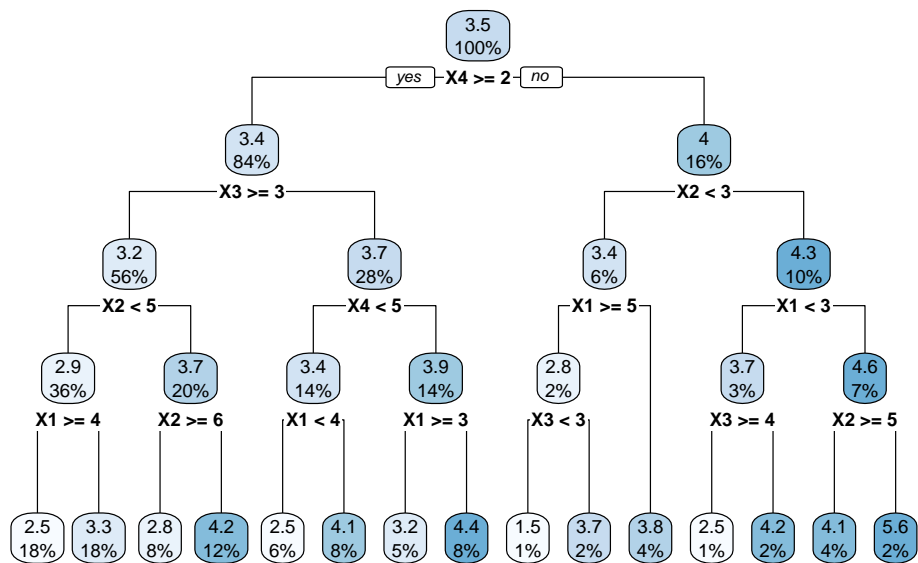 3.5
100%
yes X4 >= 2 no
3.4 4
84% 16%
X3 >= 3 X2 < 3
3.2 3.7 3.4 4.3
56% 28% 6% 10%
X2 < 5 X4 < 5 X1 >= 5 X1 < 3
2.9 3.7 3.4 3.9 2.8 3.7 4.6
36% 20% 14% 14% 2% 3% 7%
X1 >= 4 X2 >= 6 X1 < 4 X1 >= 3 X3 < 3 X3 >= 4 X2 >= 5
2.5 3.3 2.8 4.2 2.5 4.1 3.2 4.4 1.5 3.7 3.8 2.5 4.2 4.1 5.6
18% 18% 8% 12% 6% 8% 5% 8% 1% 2% 4% 1% 2% 4% 2%